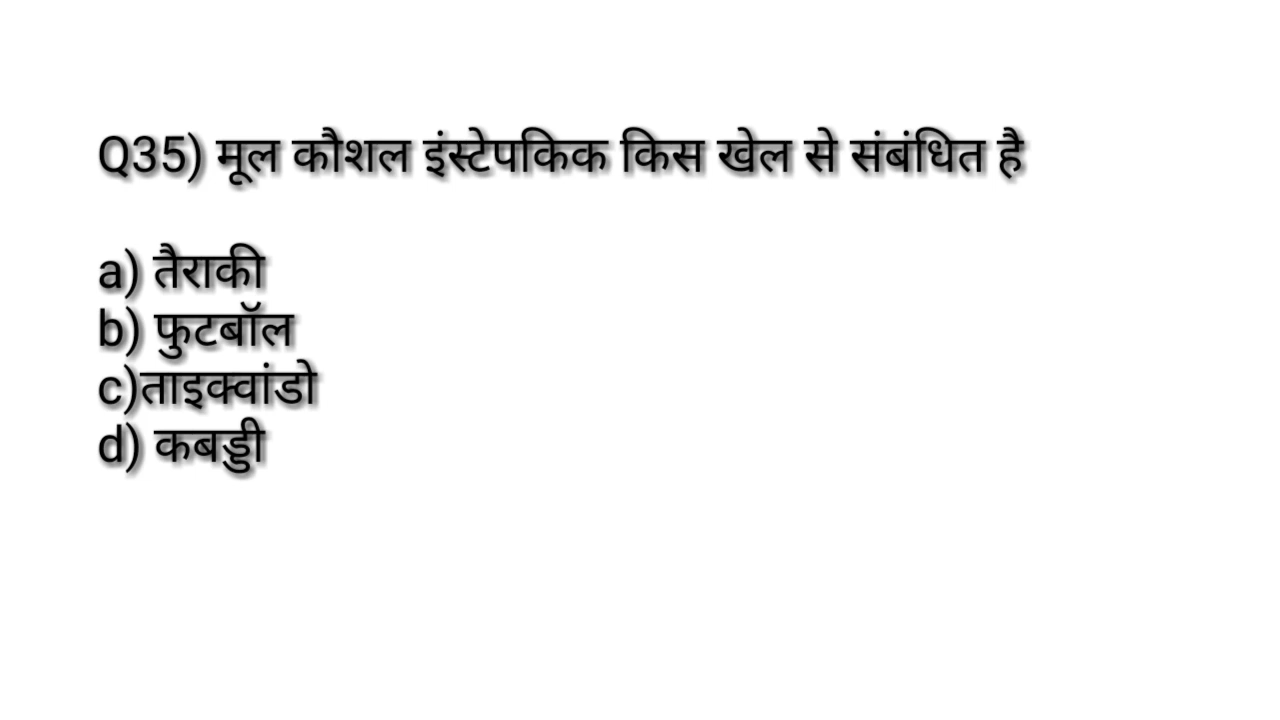 Q35) मूल कौशल इंस्टेपकिक किस खेल से संबंधित है
a) तैराकी
b) फुटबॉल
c)ताइक्वांडो
d) कबड्डी